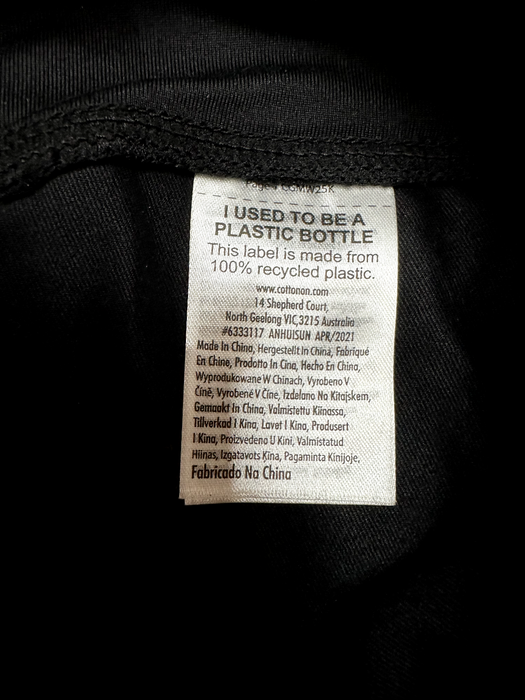 I USED TO BE A
PLASTIC BOTTLE
This label is made from
100% recycled plastic.
www.cottonon.com
14 Shepherd Court,
North Geelong VIC,3215 Australia
#6333117 ANHUISUN APR/2021
Made In China, Hergestellt In China, Fabriqué
En Chine, Prodotto In Cina, Hecho En China,
Wyprodukowane W Chinach, Vyrobeno V
Číně, Vyrobené V Číne, Izdelano Na Kitajskem,
Gemaakt In China, Valmistettu Kiinassa,
Tillverkad I Kina, Lavet I Kina, Produsert
I Kina, Proizvedeno U Kini, Valmistatud
Hiinas, Izgatavots Ķīna, Pagaminta Kinijoje,
Fabricado Na China